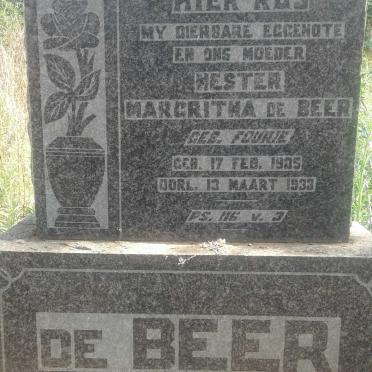 HIER RUS
MY DIERBARE EGGENOTE
EN ONS MOEDER
HESTER
MARGRITHA DE BEER
GEB. FOURIE
GEB. 17 FEB. 1905
OORL. 13 MAART 1933
PS. 116 v. 3
DE BEER